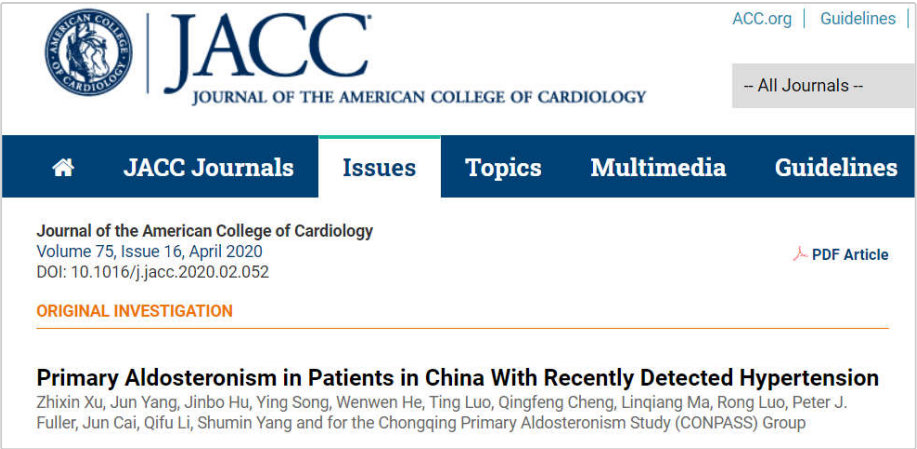 AMERICAN COLLEGE OF CARDIOLOGY
JACC
JOURNAL OF THE AMERICAN COLLEGE OF CARDIOLOGY
ACC.org | Guidelines |
-- All Journals --
JACC Journals Issues Topics Multimedia Guidelines
Journal of the American College of Cardiology
Volume 75, Issue 16, April 2020
DOI: 10.1016/j.jacc.2020.02.052
PDF Article
ORIGINAL INVESTIGATION
Primary Aldosteronism in Patients in China With Recently Detected Hypertension
Zhixin Xu, Jun Yang, Jinbo Hu, Ying Song, Wenwen He, Ting Luo, Qingfeng Cheng, Linqiang Ma, Rong Luo, Peter J.
Fuller, Jun Cai, Qifu Li, Shumin Yang and for the Chongqing Primary Aldosteronism Study (CONPASS) Group